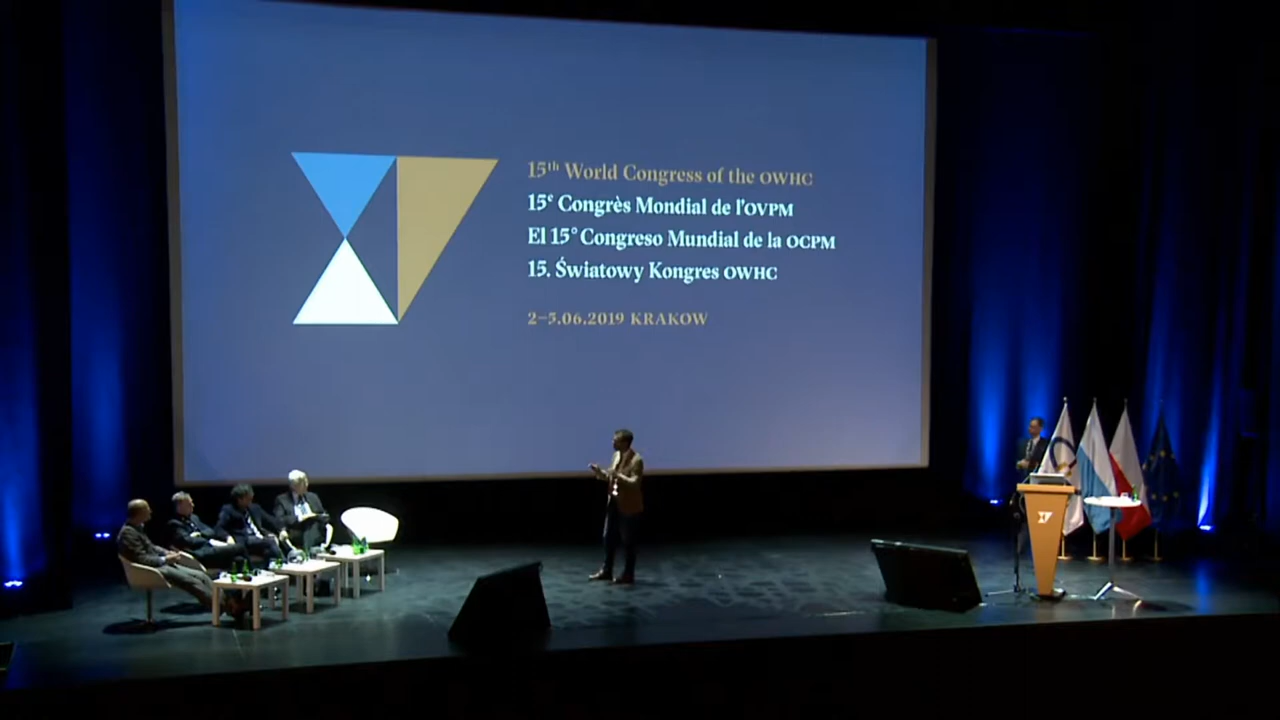 15th World Congress of the OWHC
15e Congrès Mondial de l'OVPM
El 15° Congreso Mundial de la OCPM
15. Światowy Kongres OWHC
2–5.06.2019 KRAKOW